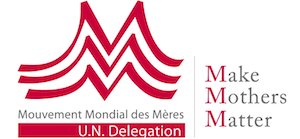 Mouvement Mondial des Mères
U.N. Delegation
Make
Mothers
Matter